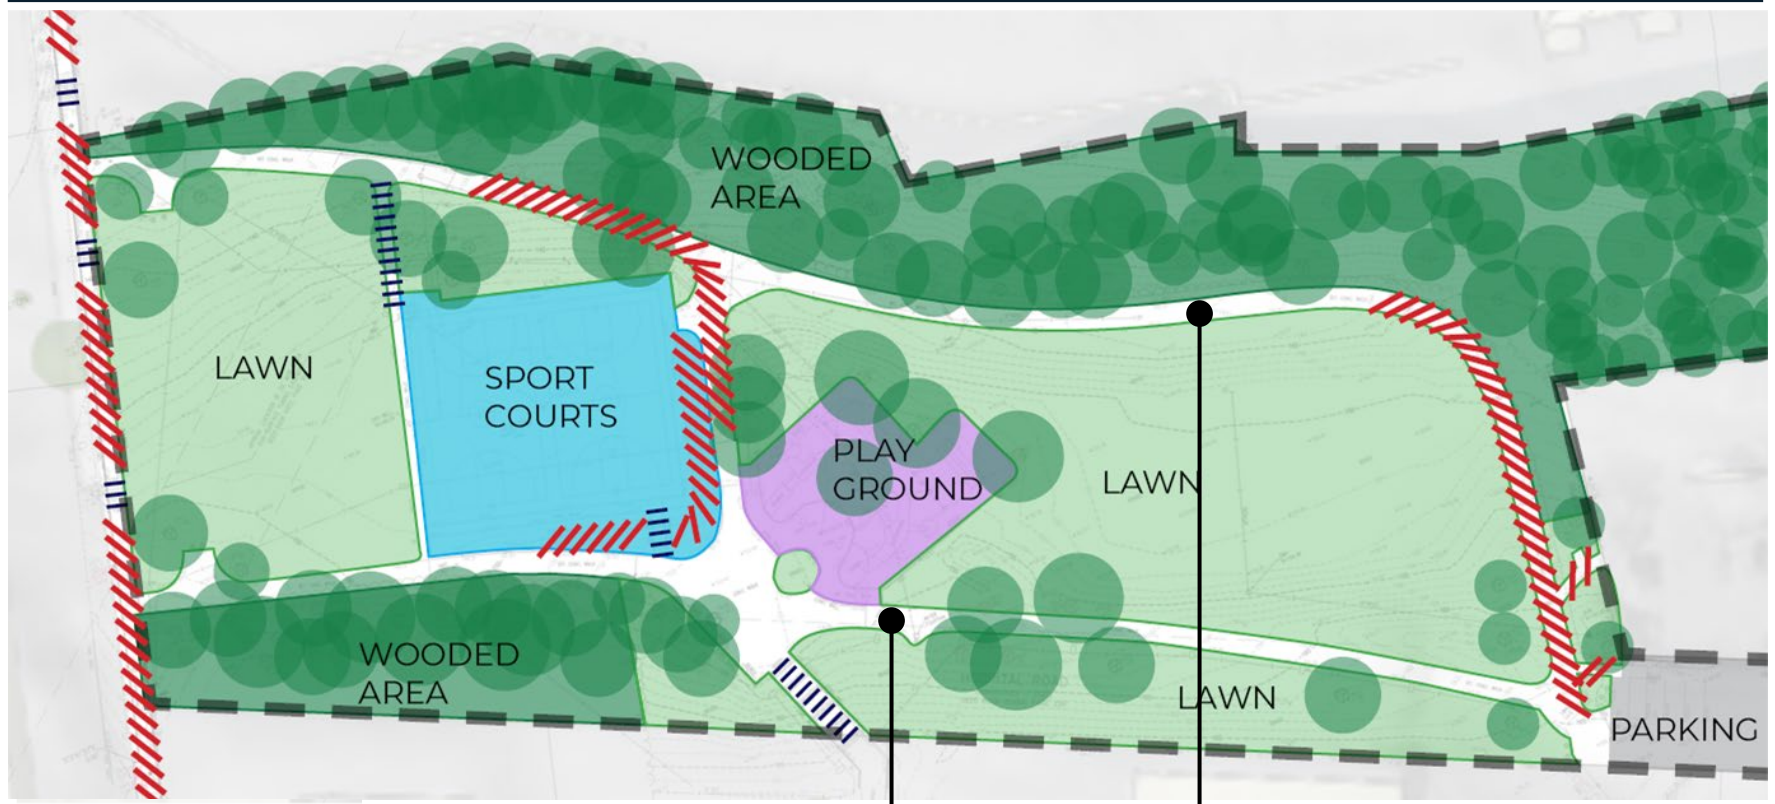 WOODED
AREA
LAWN
SPORT
COURTS
PLAY
GROUND
LAWN
WOODED
AREA
LAWN
PARKING